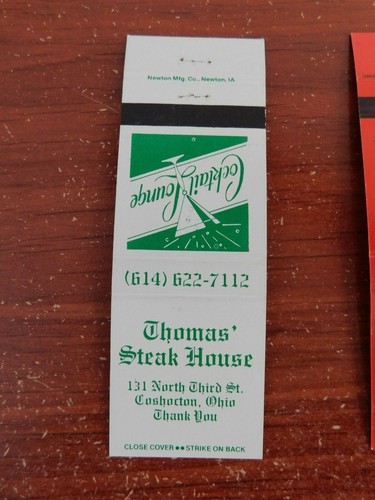 Newton Mfg. Co., Newton, IA
Cocktail Lounge
(614) 622-7112
Thomas'
Steak House
131 North Third St.
Coshocton, Ohio
Thank You
CLOSE COVER ●● STRIKE ON BACK